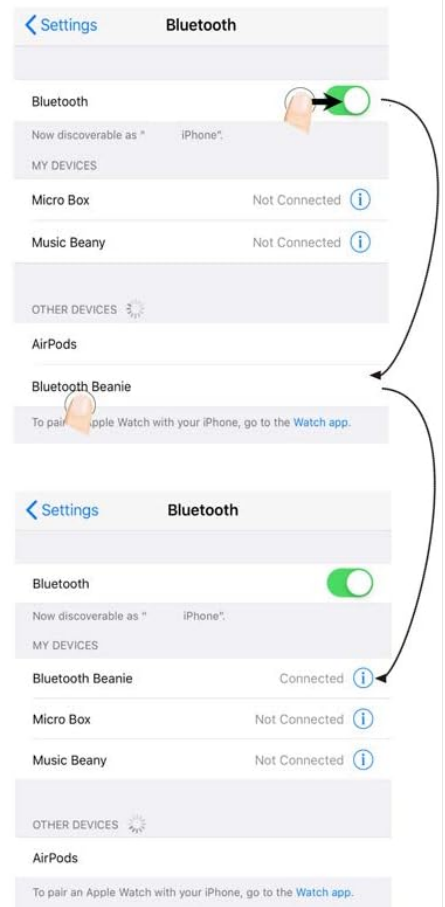 Settings Bluetooth
Bluetooth
Now discoverable as " iPhone".
MY DEVICES
Micro Box Not Connected
Music Beany Not Connected
OTHER DEVICES
AirPods
Bluetooth Beanie
To pair Apple Watch with your iPhone, go to the Watch app.
Settings Bluetooth
Bluetooth
Now discoverable as " iPhone".
MY DEVICES
Bluetooth Beanie Connected
Micro Box Not Connected
Music Beany Not Connected
OTHER DEVICES
AirPods
To pair an Apple Watch with your iPhone, go to the Watch app.